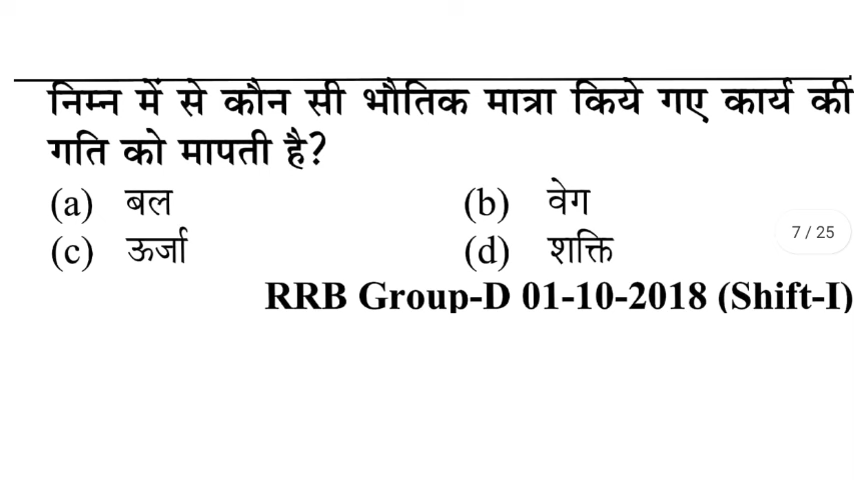 निम्न में से कौन सी भौतिक मात्रा किये गए कार्य की
गति को मापती है?
(a) बल (b) वेग
(c) ऊर्जा (d) शक्ति
7 / 25
RRB Group-D 01-10-2018 (Shift-I)